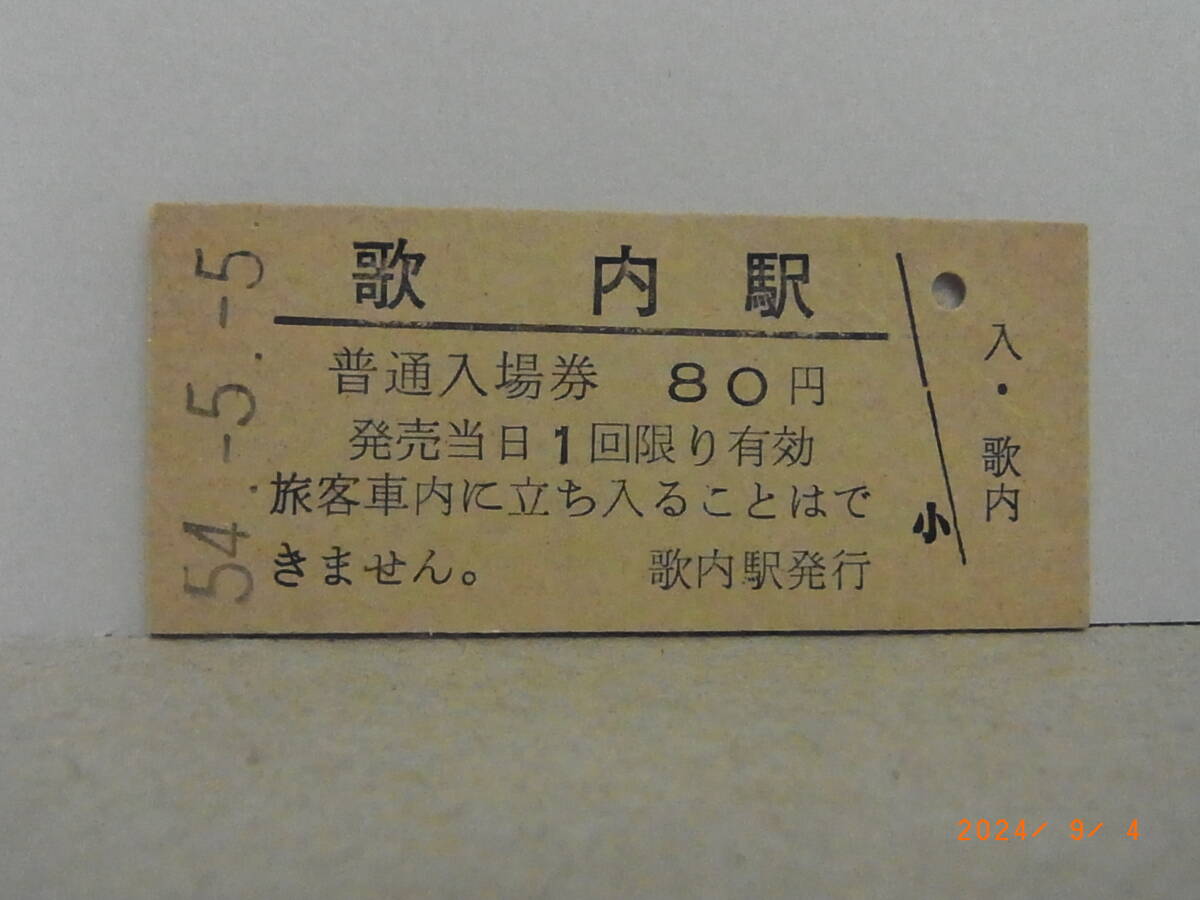 歌内駅
普通入場券 80円
発売当日1回限り有効
旅客車内に立ち入ることはで
きません。 歌内駅発行
54.-5.-5
小
入・歌内
2024/ 9/ 4